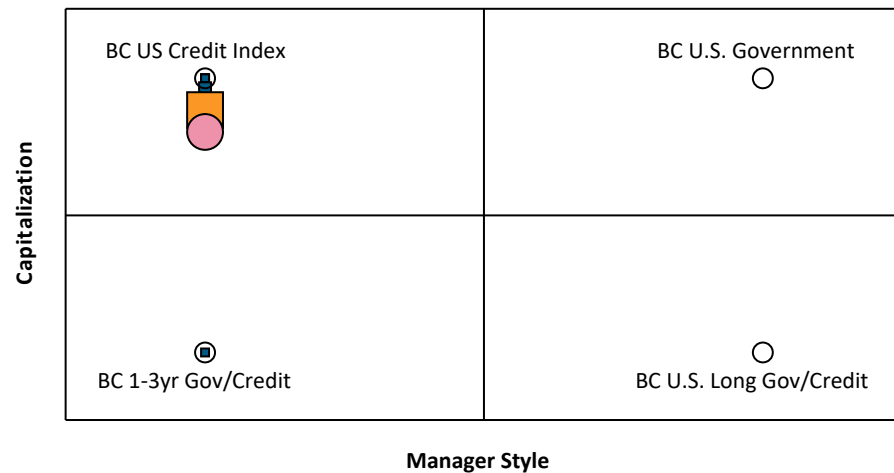 BC US Credit Index
BC U.S. Government
Capitalization
BC 1-3yr Gov/Credit
BC U.S. Long Gov/Credit
Manager Style